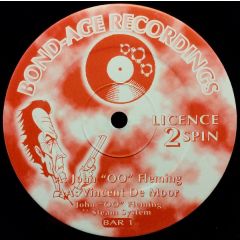 BOND-AGE RECORDINGS
LICENCE
2 SPIN
John "OO" Fleming
A: Vincent De Moor
John "OO" Fleming
Steam System
BAR 1